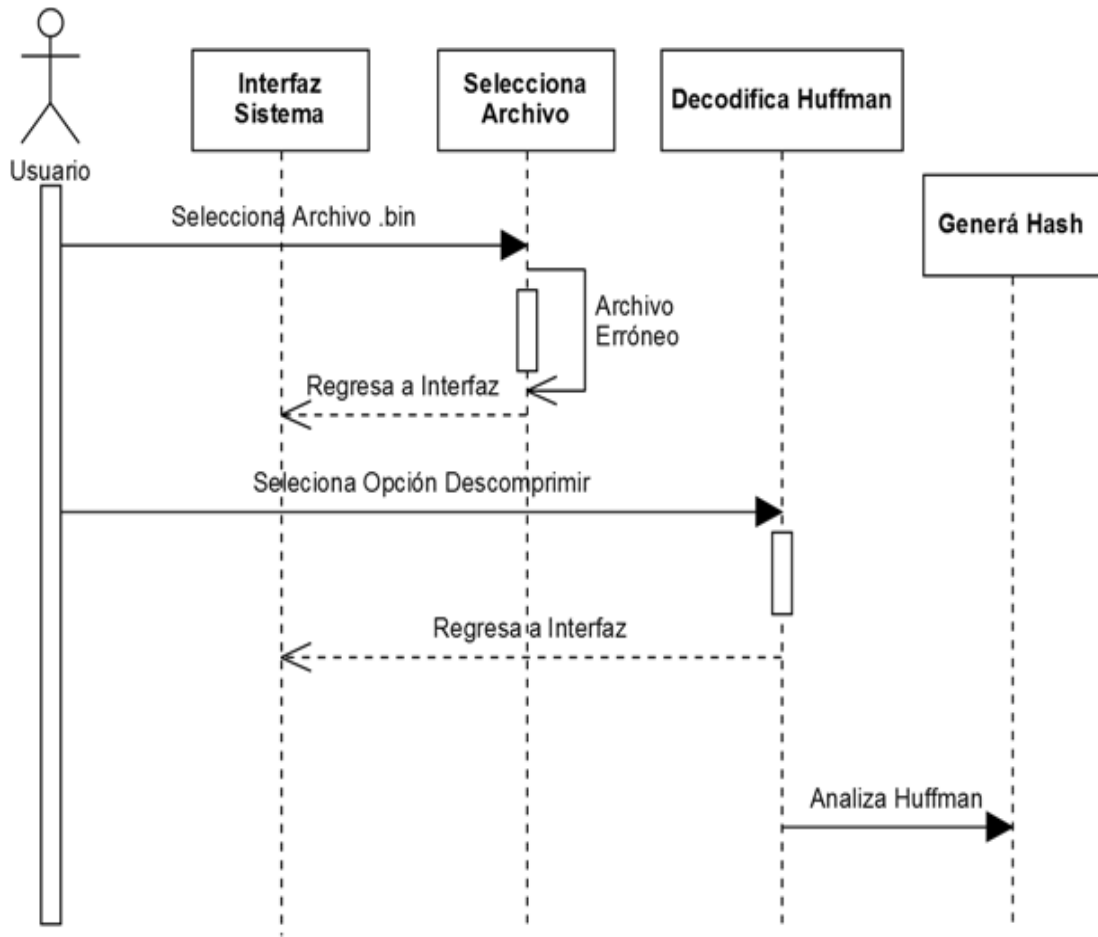 Interfaz
Sistema
Selecciona
Archivo
Decodifica Huffman
Usuario
Generá Hash
Selecciona Archivo .bin
Archivo
Erróneo
Regresa a Interfaz
Seleciona Opción Descomprimir
Regresa a Interfaz
Analiza Huffman